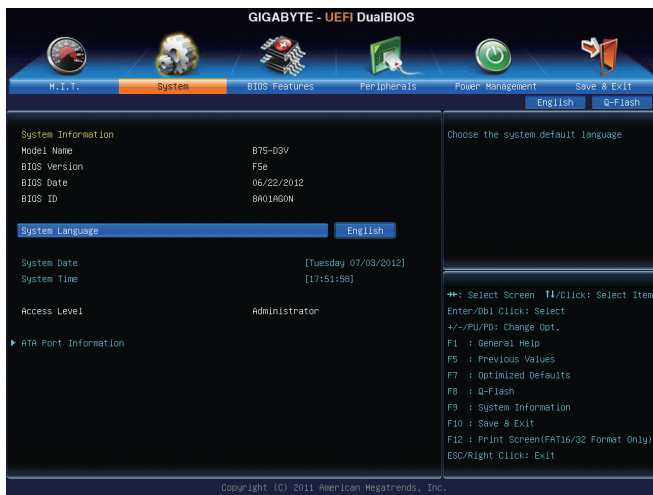 GIGABYTE - UEFI DualBIOS
M.I.T. System BIOS Features Peripherals Power Management Save & Exit
English Q-Flash
System Information
Model Name B75-D3V
BIOS Version F5e
BIOS Date 06/22/2012
BIOS ID 8A01AG0N
System Language English
System Date [Tuesday 07/03/2012]
System Time [17:51:58]
Access Level Administrator
ATA Port Information
Choose the system default language
→←: Select Screen ↑↓/Click: Select Item
Enter/Dbl Click: Select
+/-/PU/PD: Change Opt.
F1 : General Help
F5 : Previous Values
F7 : Optimized Defaults
F8 : Q-Flash
F9 : System Information
F10 : Save & Exit
F12 : Print Screen(FAT16/32 Format Only)
ESC/Right Click: Exit
Copyright (C) 2011 American Megatrends, Inc.